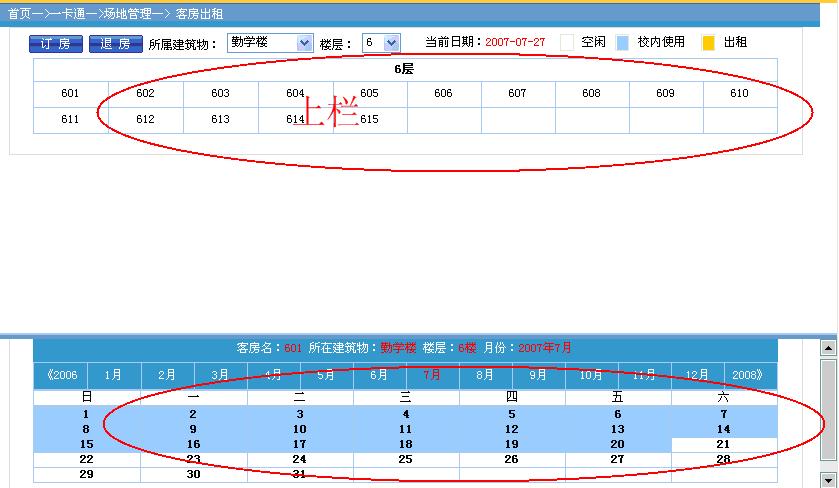 首页—>一卡通—>场地管理—> 客房出租
订 房 退 房 所属建筑物： 勤学楼 楼层： 6 当前日期：2007-07-27 空闲 校内使用 出租
6层
601 602 603 604 605 606 607 608 609 610
611 612 613 614 615
上栏
客房名：601 所在建筑物：勤学楼 楼层：6楼 月份：2007年7月
《2006 1月 2月 3月 4月 5月 6月 7月 8月 9月 10月 11月 12月 2008》
日 一 二 三 四 五 六
1 2 3 4 5 6 7
8 9 10 11 12 13 14
15 16 17 18 19 20 21
22 23 24 25 26 27 28
29 30 31